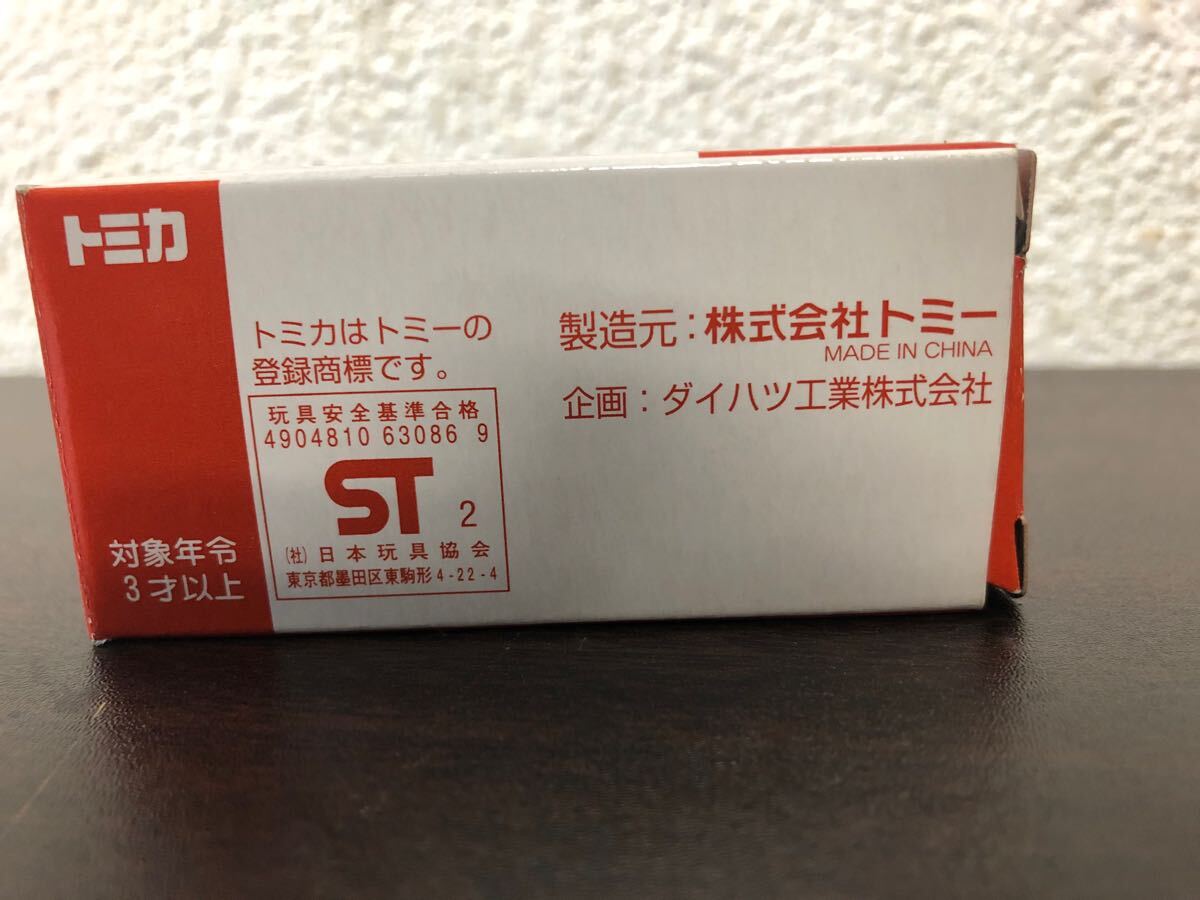 トミカ
トミカはトミーの
登録商標です。
玩具安全基準合格
4904810 63086 9
ST 2
(社)日本玩具協会
東京都墨田区東駒形4-22-4
対象年令
3才以上
製造元:株式会社トミー
MADE IN CHINA
企画:ダイハツ工業株式会社